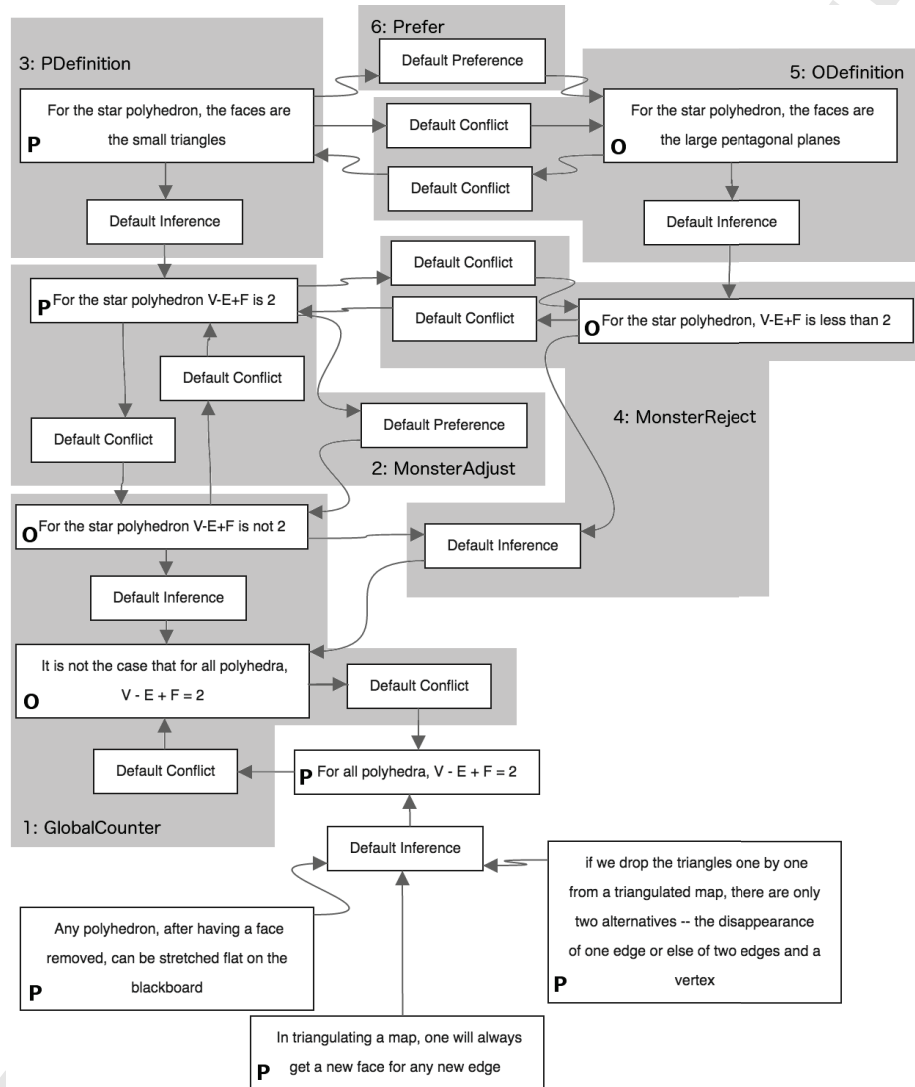 6: Prefer
3: PDefinition
Default Preference
5: ODefinition
For the star polyhedron, the faces are
the small triangles
P
Default Conflict
For the star polyhedron, the faces are
the large pentagonal planes
O
Default Conflict
Default Inference
Default Inference
Default Conflict
P For the star polyhedron V-E+F is 2
Default Conflict
O For the star polyhedron, V-E+F is less than 2
Default Conflict
Default Conflict
Default Preference
4: MonsterReject
2: MonsterAdjust
O For the star polyhedron V-E+F is not 2
Default Inference
Default Inference
It is not the case that for all polyhedra,
V - E + F = 2
O
Default Conflict
Default Conflict
P For all polyhedra, V - E + F = 2
1: GlobalCounter
Default Inference
if we drop the triangles one by one
from a triangulated map, there are only
two alternatives -- the disappearance
of one edge or else of two edges and a
vertex
P
Any polyhedron, after having a face
removed, can be stretched flat on the
blackboard
P
In triangulating a map, one will always
get a new face for any new edge
P